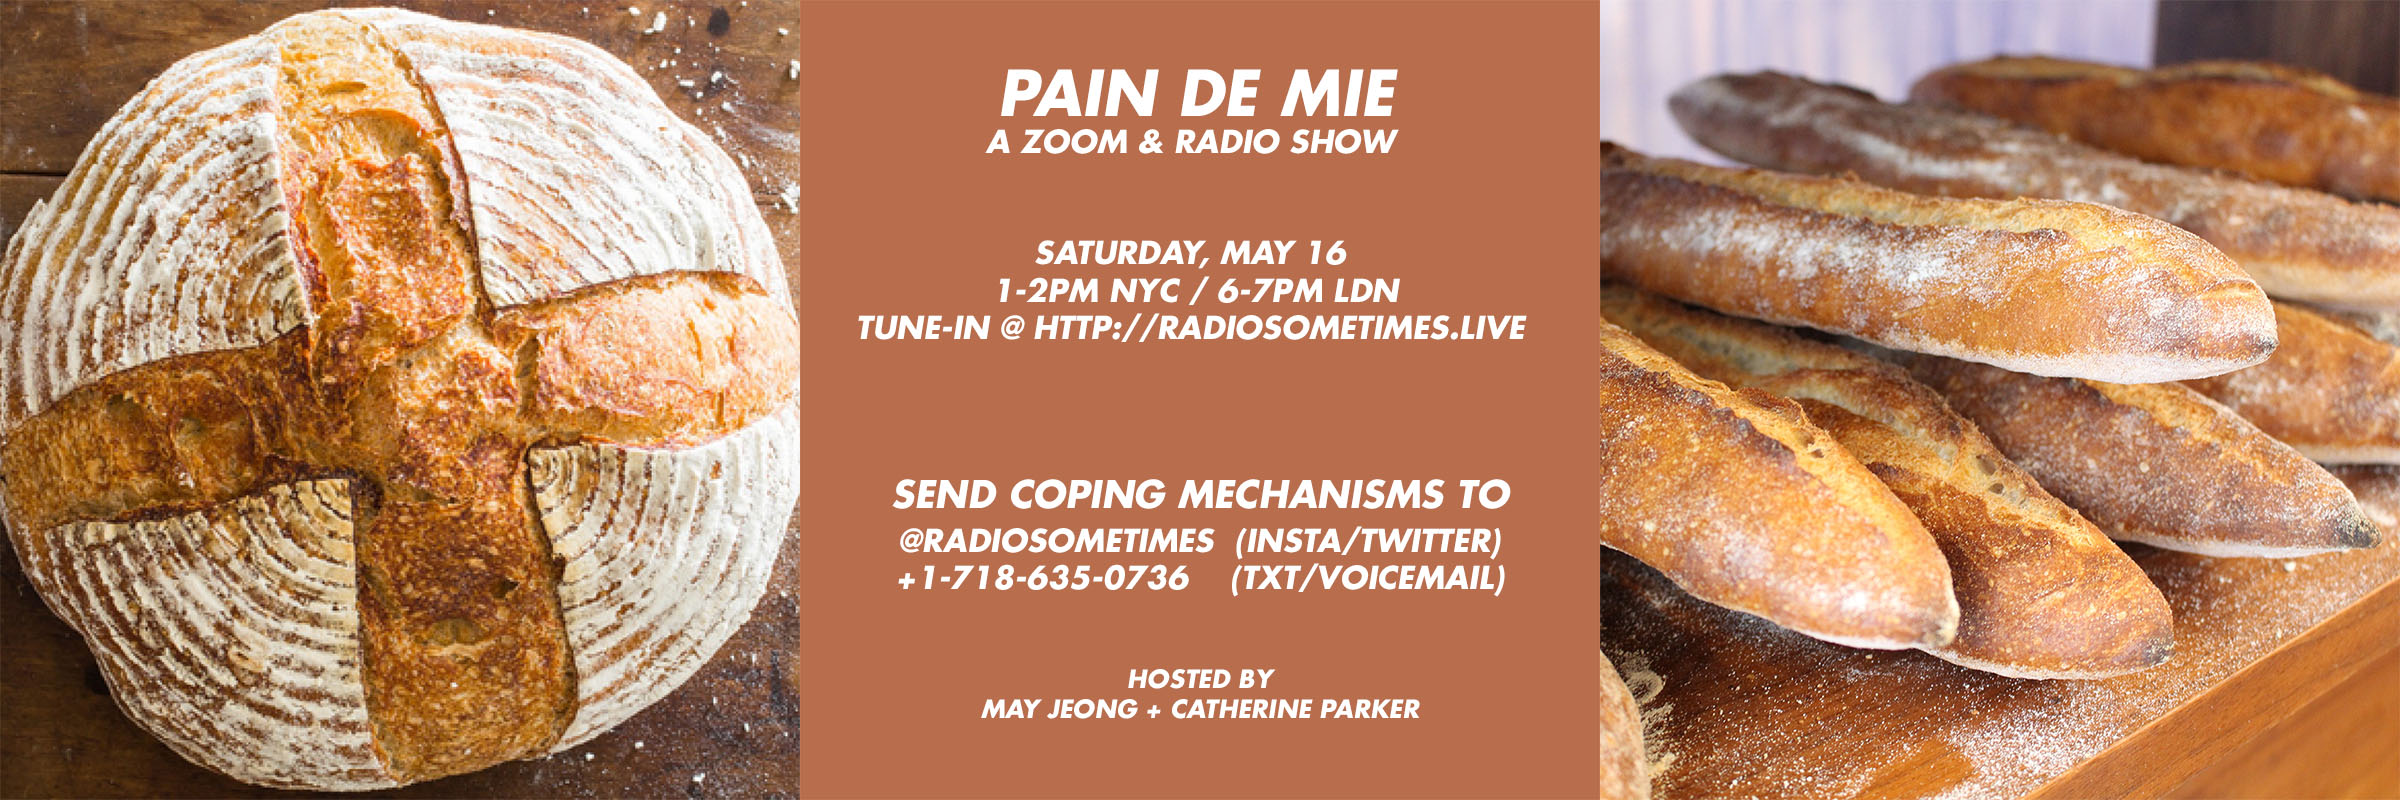 PAIN DE MIE
A ZOOM & RADIO SHOW
SATURDAY, MAY 16
1-2PM NYC / 6-7PM LDN
TUNE-IN @ HTTP://RADIOSOMETIMES.LIVE
SEND COPING MECHANISMS TO
@RADIOSOMETIMES (INSTA/TWITTER)
+1-718-635-0736 (TXT/VOICEMAIL)
HOSTED BY
MAY JEONG + CATHERINE PARKER